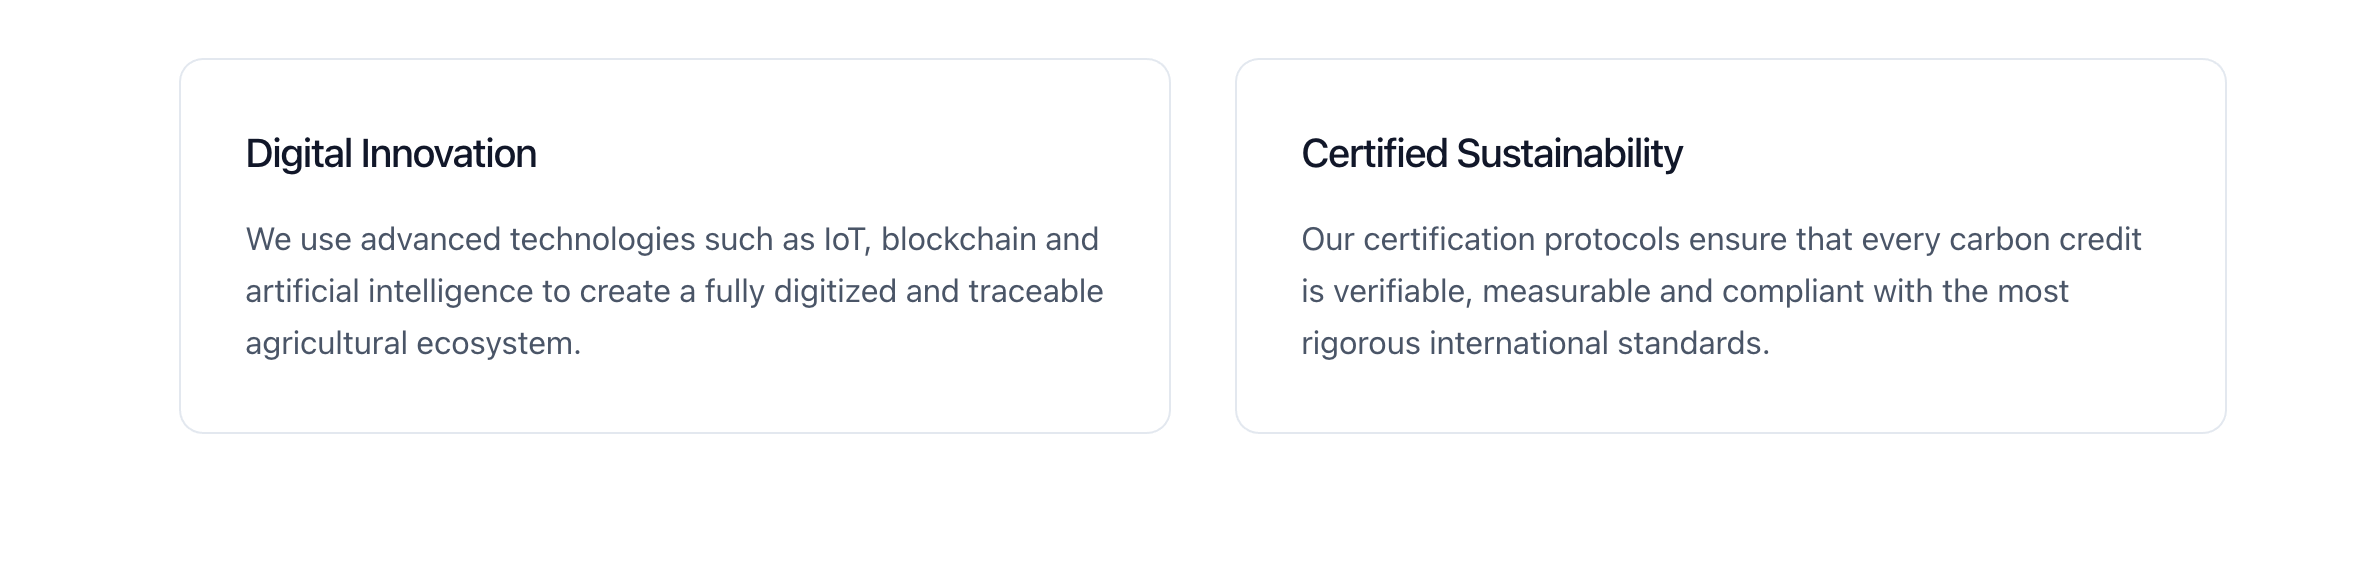 Digital Innovation
We use advanced technologies such as IoT, blockchain and
artificial intelligence to create a fully digitized and traceable
agricultural ecosystem.
Certified Sustainability
Our certification protocols ensure that every carbon credit
is verifiable, measurable and compliant with the most
rigorous international standards.